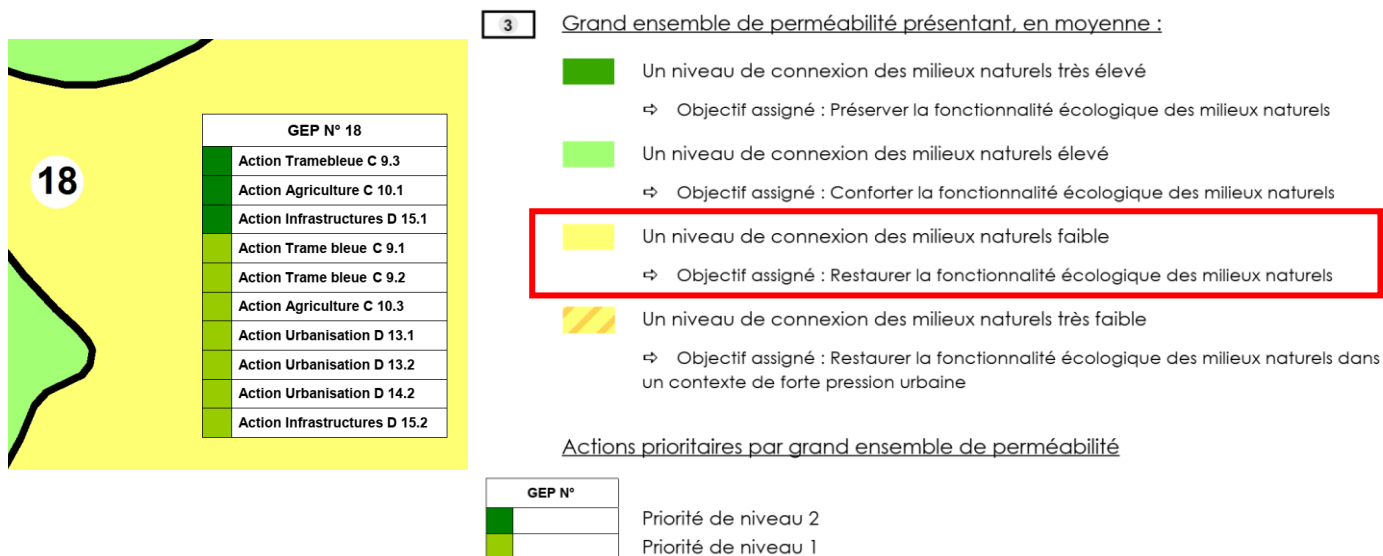 18
GEP N° 18
Action Tramebleue C 9.3
Action Agriculture C 10.1
Action Infrastructures D 15.1
Action Trame bleue C 9.1
Action Trame bleue C 9.2
Action Agriculture C 10.3
Action Urbanisation D 13.1
Action Urbanisation D 13.2
Action Urbanisation D 14.2
Action Infrastructures D 15.2
3 Grand ensemble de perméabilité présentant, en moyenne :
Un niveau de connexion des milieux naturels très élevé
⇨ Objectif assigné : Préserver la fonctionnalité écologique des milieux naturels
Un niveau de connexion des milieux naturels élevé
⇨ Objectif assigné : Conforter la fonctionnalité écologique des milieux naturels
Un niveau de connexion des milieux naturels faible
⇨ Objectif assigné : Restaurer la fonctionnalité écologique des milieux naturels
Un niveau de connexion des milieux naturels très faible
⇨ Objectif assigné : Restaurer la fonctionnalité écologique des milieux naturels dans
un contexte de forte pression urbaine
Actions prioritaires par grand ensemble de perméabilité
GEP N°
Priorité de niveau 2
Priorité de niveau 1